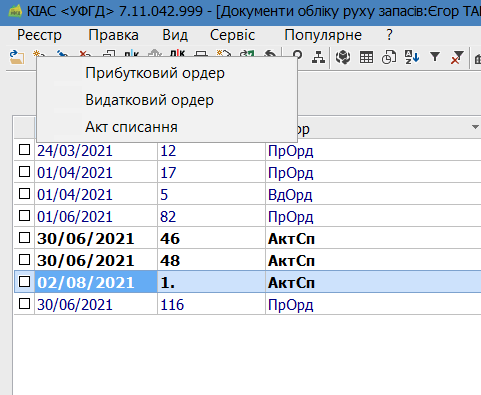 КІАС <УФГД> 7.11.042.999 - [Документи обліку руху запасів:Єгор ТА
Реєстр Правка Вид Сервіс Популярне ?
Прибутковий ордер
Видатковий ордер
Акт списання
ор
24/03/2021 12 ПрОрд
01/04/2021 17 ПрОрд
01/04/2021 5 ВдОрд
01/06/2021 82 ПрОрд
30/06/2021 46 АктСп
30/06/2021 48 АктСп
02/08/2021 1. АктСп
30/06/2021 116 ПрОрд